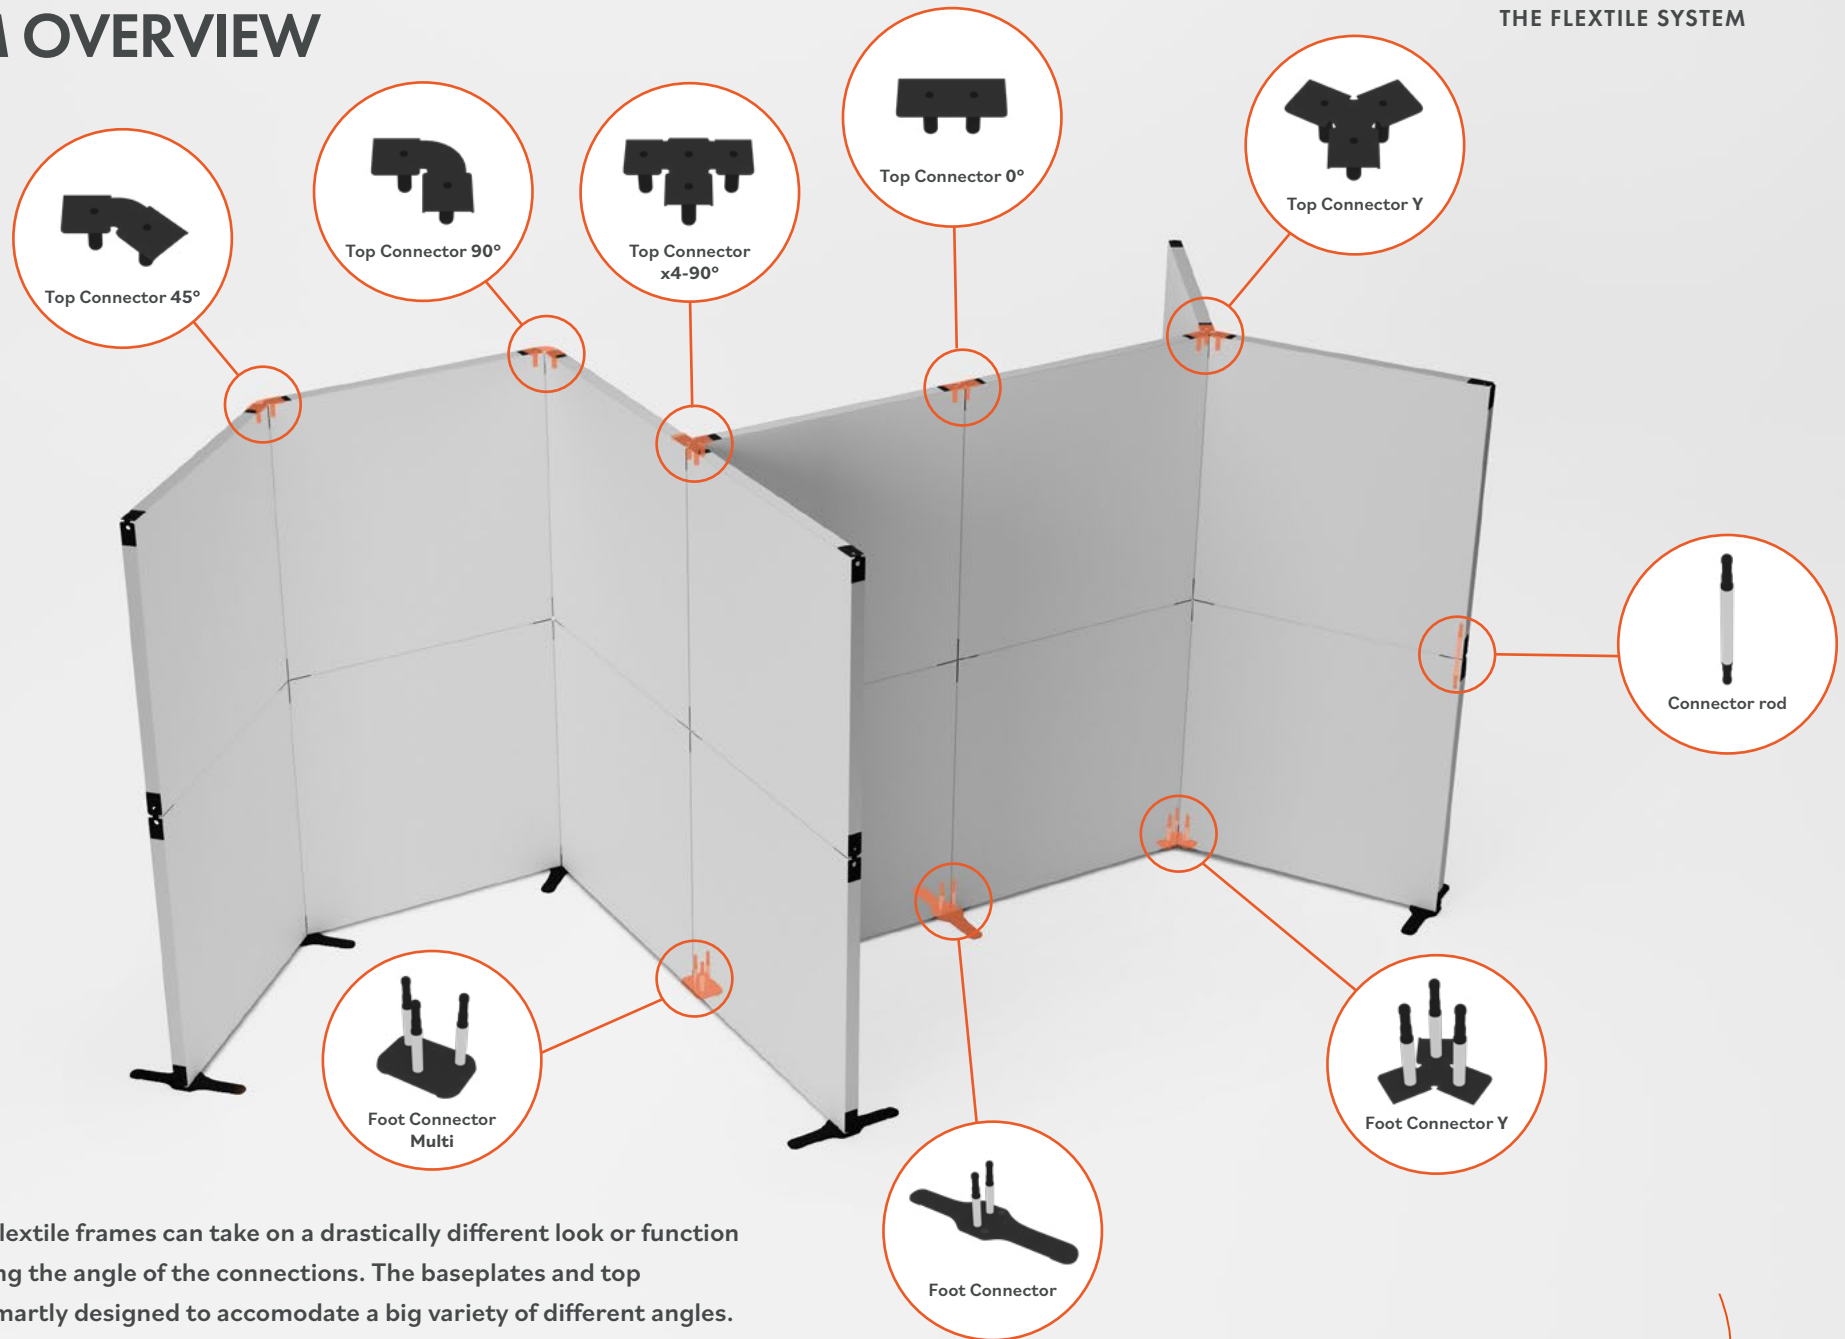 OVERVIEW
THE FLEXTILE SYSTEM
Top Connector 0°
Top Connector Y
Top Connector 90°
Top Connector
x4-90°
Top Connector 45°
Connector rod
Foot Connector
Multi
Foot Connector Y
Foot Connector
lextile frames can take on a drastically different look or function
ng the angle of the connections. The baseplates and top
martly designed to accomodate a big variety of different angles.